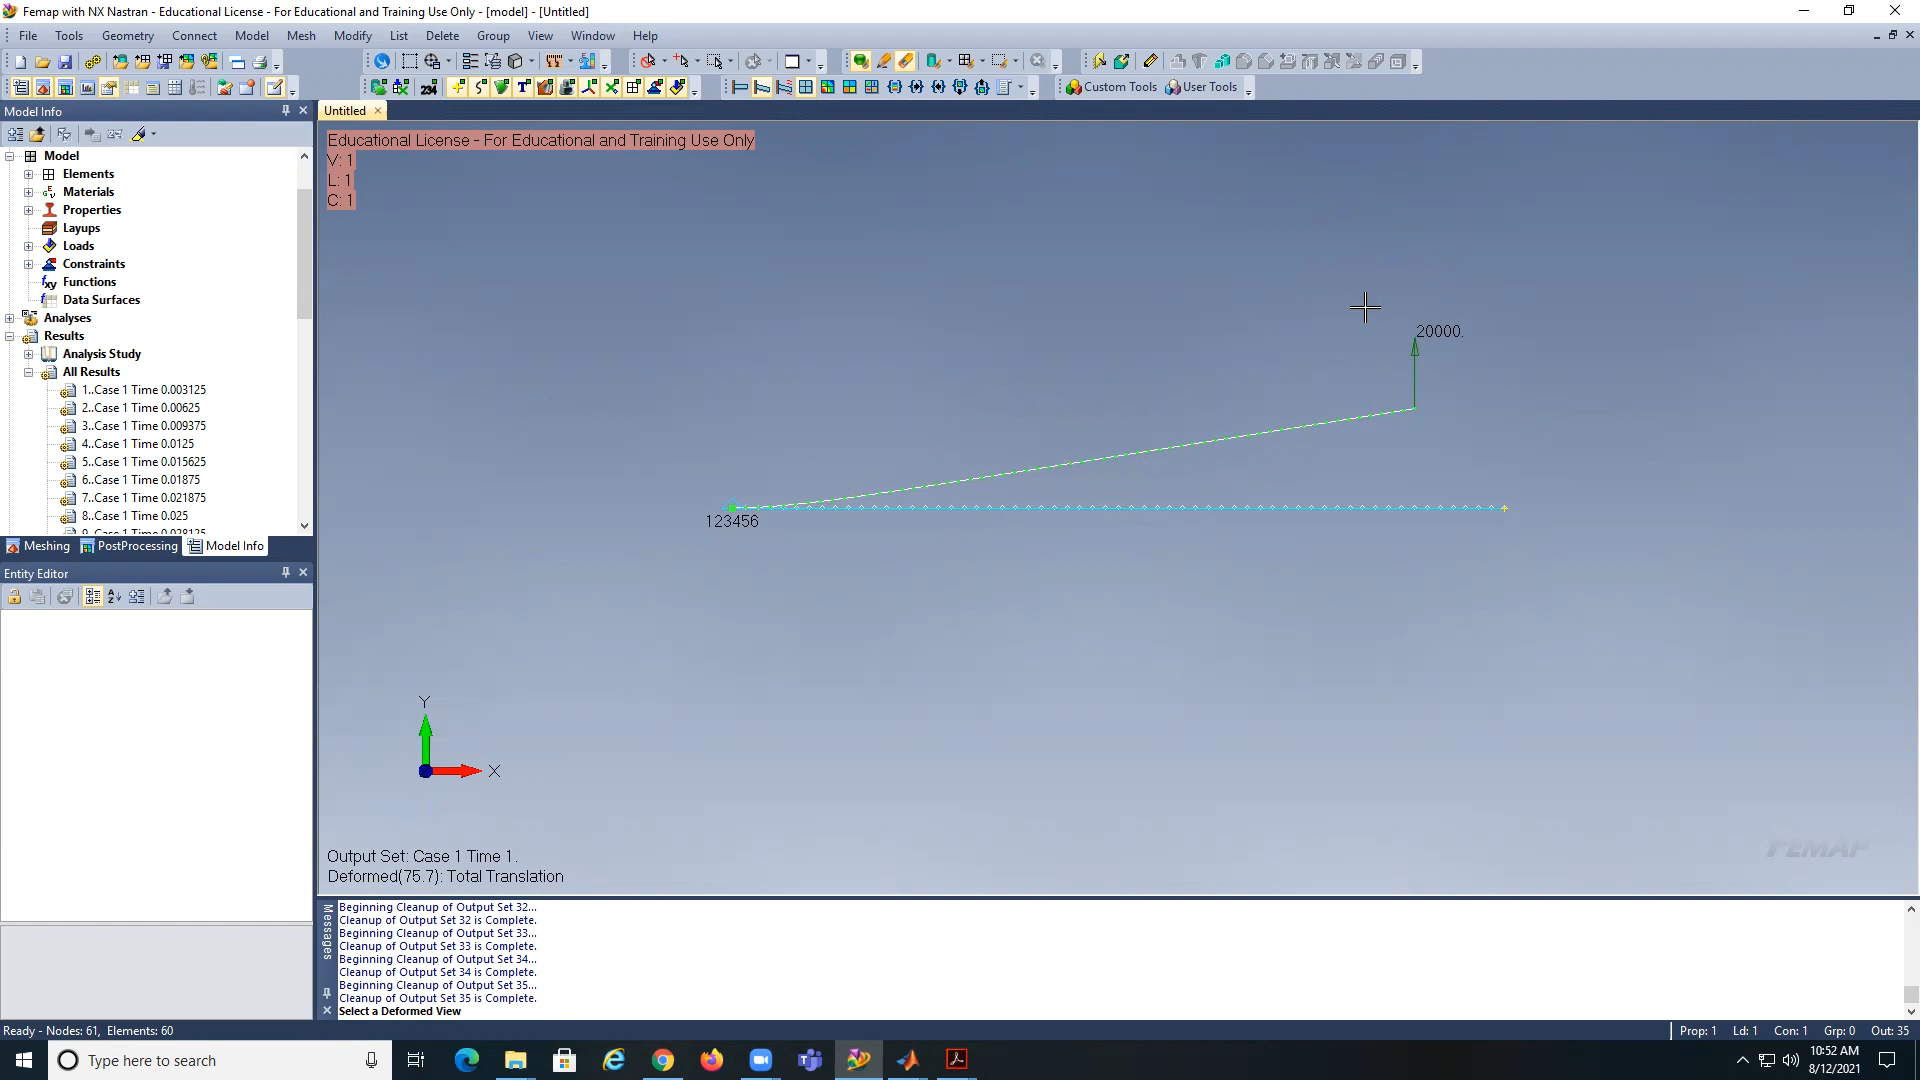 Femap with NX Nastran - Educational License - For Educational and Training Use Only - [model] - [Untitled]
File Tools Geometry Connect Model Mesh Modify List Delete Group View Window Help
234
Custom Tools User Tools
Model Info
Model
Elements
Materials
Properties
Layups
Loads
Constraints
Functions
Data Surfaces
Analyses
Results
Analysis Study
All Results
1..Case 1 Time 0.003125
2..Case 1 Time 0.00625
3..Case 1 Time 0.009375
4..Case 1 Time 0.0125
5..Case 1 Time 0.015625
6..Case 1 Time 0.01875
7..Case 1 Time 0.021875
8..Case 1 Time 0.025
9..Case 1 Time 0.028125
Meshing PostProcessing Model Info
Entity Editor
Untitled
Educational License - For Educational and Training Use Only
V: 1
L: 1
C: 1
20000.
123456
Y
X
FEMAP
Output Set: Case 1 Time 1.
Deformed(75.7): Total Translation
Messages
Beginning Cleanup of Output Set 32...
Cleanup of Output Set 32 is Complete.
Beginning Cleanup of Output Set 33...
Cleanup of Output Set 33 is Complete.
Beginning Cleanup of Output Set 34...
Cleanup of Output Set 34 is Complete.
Beginning Cleanup of Output Set 35...
Cleanup of Output Set 35 is Complete.
Select a Deformed View
Ready - Nodes: 61, Elements: 60
Prop: 1 Ld: 1 Con: 1 Grp: 0 Out: 35
Type here to search
10:52 AM
8/12/2021